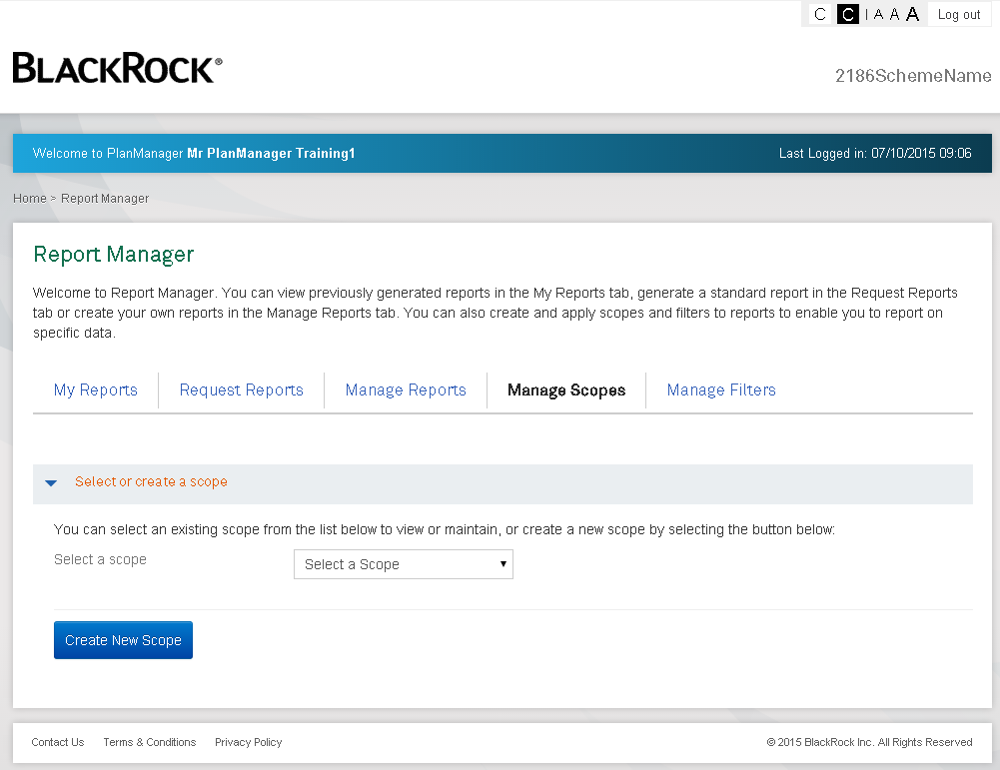 C C | A A A Log out
BLACKROCK®
2186SchemeName
Welcome to PlanManager Mr PlanManager Training1 Last Logged in: 07/10/2015 09:06
Home > Report Manager
Report Manager
Welcome to Report Manager. You can view previously generated reports in the My Reports tab, generate a standard report in the Request Reports
tab or create your own reports in the Manage Reports tab. You can also create and apply scopes and filters to reports to enable you to report on
specific data.
My Reports Request Reports Manage Reports Manage Scopes Manage Filters
Select or create a scope
You can select an existing scope from the list below to view or maintain, or create a new scope by selecting the button below:
Select a scope Select a Scope
Create New Scope
Contact Us Terms & Conditions Privacy Policy © 2015 BlackRock Inc. All Rights Reserved